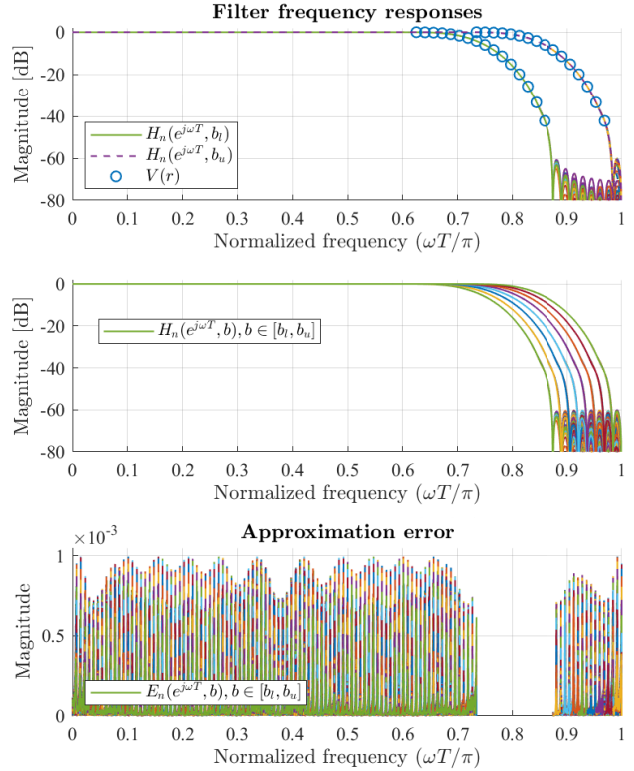 Filter frequency responses
Magnitude [dB]
0
-20
-40
-60
-80
H_n(e^{jωT}, b_l)
H_n(e^{jωT}, b_u)
V(r)
0 0.1 0.2 0.3 0.4 0.5 0.6 0.7 0.8 0.9 1
Normalized frequency (ωT/π)
Magnitude [dB]
0
-20
-40
-60
-80
H_n(e^{jωT}, b), b ∈ [b_l, b_u]
0 0.1 0.2 0.3 0.4 0.5 0.6 0.7 0.8 0.9 1
Normalized frequency (ωT/π)
Approximation error
×10^{-3}
Magnitude
1
0.5
0
E_n(e^{jωT}, b), b ∈ [b_l, b_u]
0 0.1 0.2 0.3 0.4 0.5 0.6 0.7 0.8 0.9 1
Normalized frequency (ωT/π)